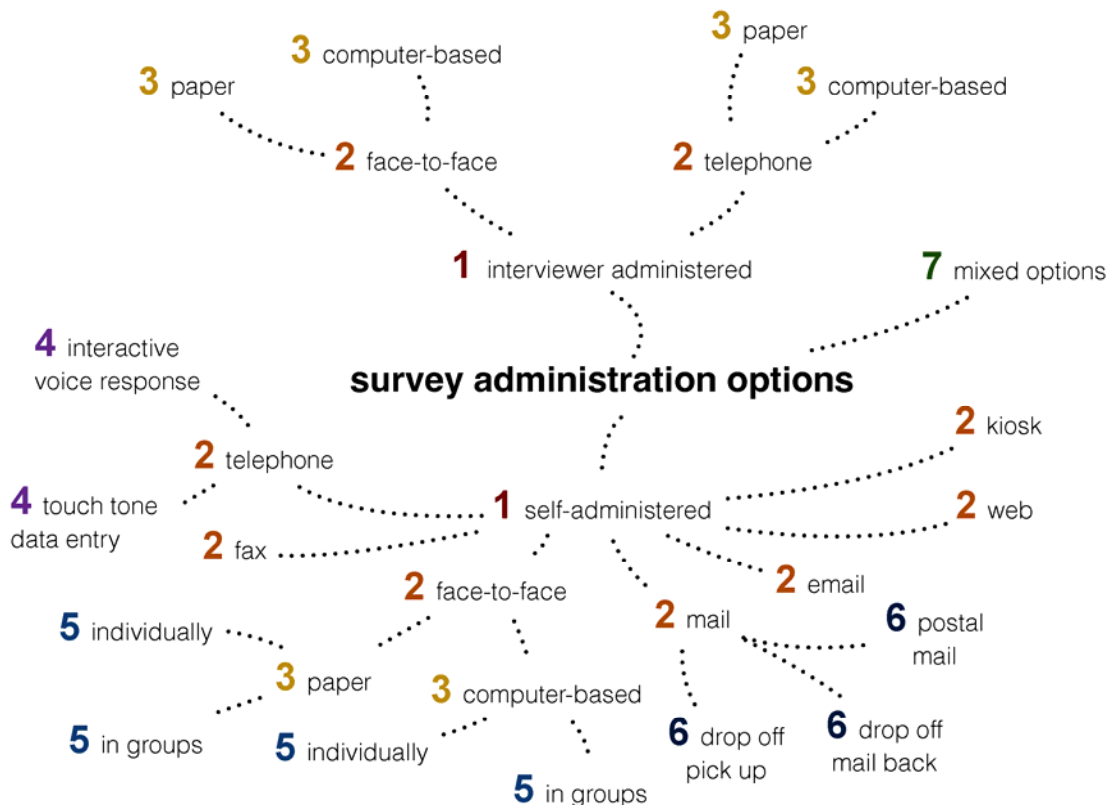 3 paper
3 computer-based
3 paper
3 computer-based
2 face-to-face
2 telephone
1 interviewer administered
7 mixed options
4 interactive
voice response
survey administration options
2 kiosk
2 telephone
4 touch tone
data entry
1 self-administered
2 web
2 fax
2 face-to-face
2 email
2 mail
6 postal
mail
5 individually
3 paper
3 computer-based
5 in groups
5 individually
6 drop off
pick up
6 drop off
mail back
5 in groups